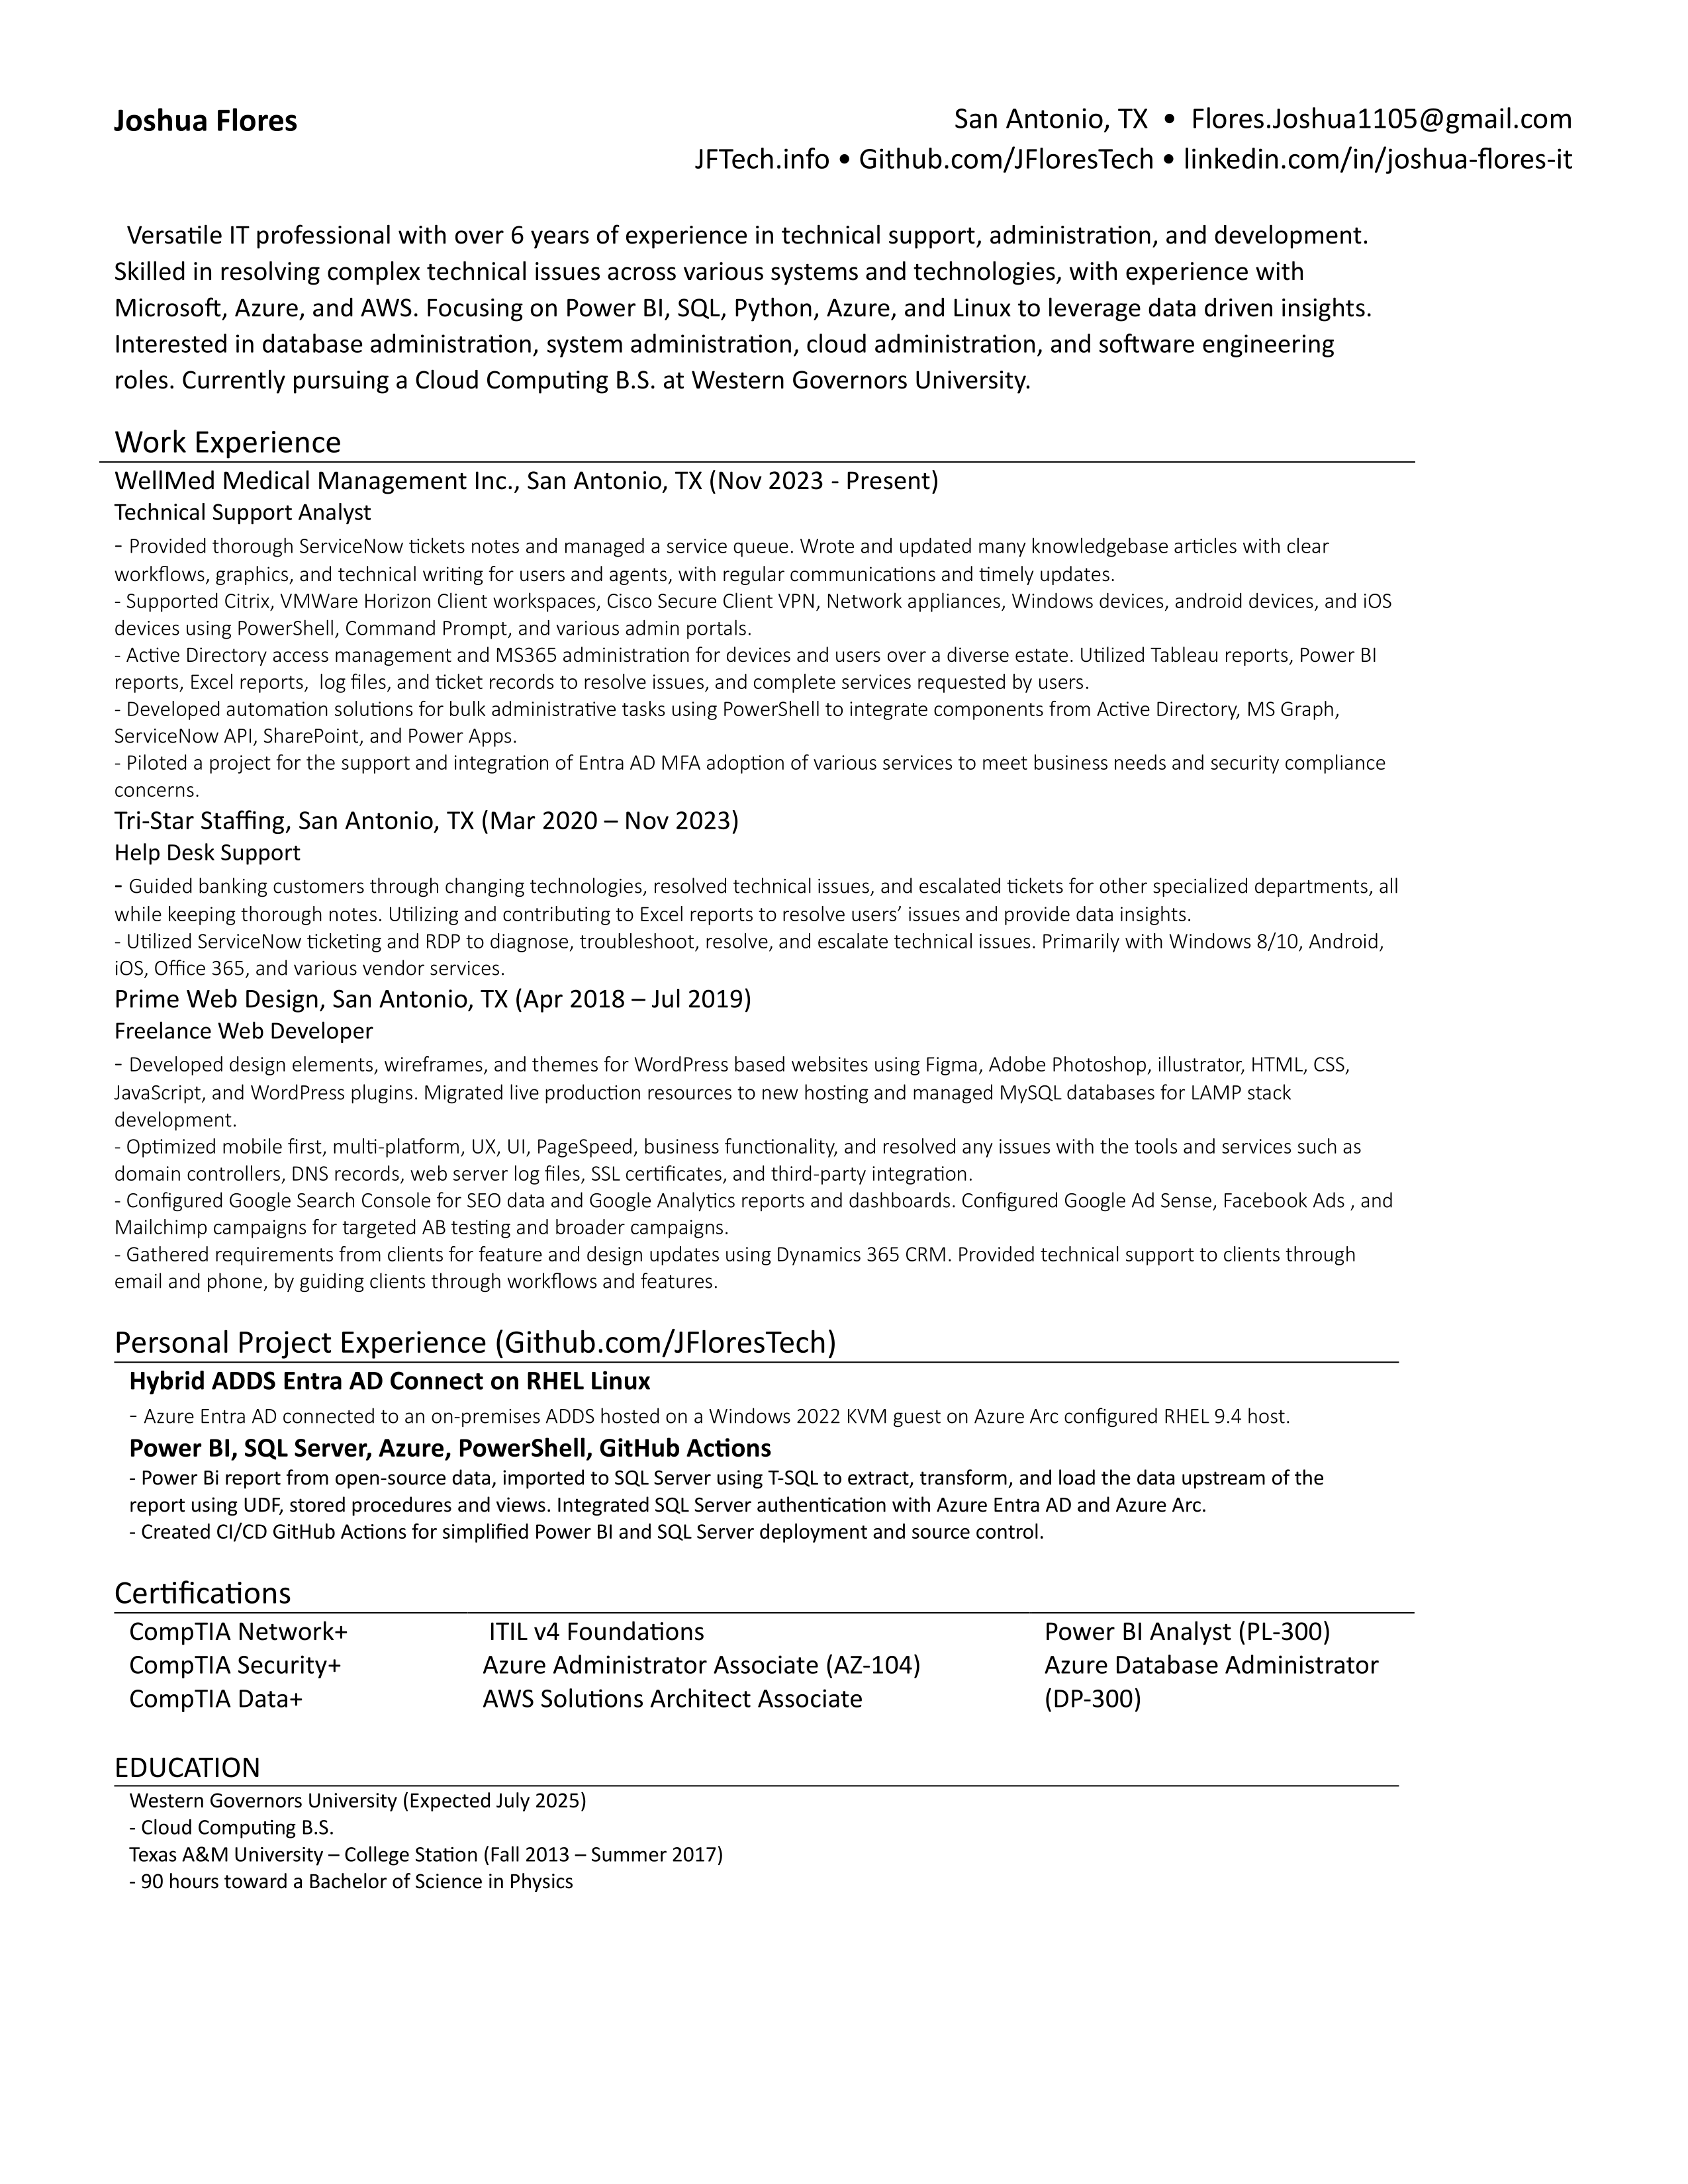 Joshua Flores
San Antonio, TX • Flores.Joshua1105@gmail.com
JFTech.info • Github.com/JFloresTech • linkedin.com/in/joshua-flores-it
Versatile IT professional with over 6 years of experience in technical support, administration, and development.
Skilled in resolving complex technical issues across various systems and technologies, with experience with
Microsoft, Azure, and AWS. Focusing on Power BI, SQL, Python, Azure, and Linux to leverage data driven insights.
Interested in database administration, system administration, cloud administration, and software engineering
roles. Currently pursuing a Cloud Computing B.S. at Western Governors University.
Work Experience
WellMed Medical Management Inc., San Antonio, TX (Nov 2023 - Present)
Technical Support Analyst
- Provided thorough ServiceNow tickets notes and managed a service queue. Wrote and updated many knowledgebase articles with clear
workflows, graphics, and technical writing for users and agents, with regular communications and timely updates.
- Supported Citrix, VMWare Horizon Client workspaces, Cisco Secure Client VPN, Network appliances, Windows devices, android devices, and iOS
devices using PowerShell, Command Prompt, and various admin portals.
- Active Directory access management and MS365 administration for devices and users over a diverse estate. Utilized Tableau reports, Power BI
reports, Excel reports,  log files, and ticket records to resolve issues, and complete services requested by users.
- Developed automation solutions for bulk administrative tasks using PowerShell to integrate components from Active Directory, MS Graph,
ServiceNow API, SharePoint, and Power Apps.
- Piloted a project for the support and integration of Entra AD MFA adoption of various services to meet business needs and security compliance
concerns.
Tri-Star Staffing, San Antonio, TX (Mar 2020 – Nov 2023)
Help Desk Support
- Guided banking customers through changing technologies, resolved technical issues, and escalated tickets for other specialized departments, all
while keeping thorough notes. Utilizing and contributing to Excel reports to resolve users’ issues and provide data insights.
- Utilized ServiceNow ticketing and RDP to diagnose, troubleshoot, resolve, and escalate technical issues. Primarily with Windows 8/10, Android,
iOS, Office 365, and various vendor services.
Prime Web Design, San Antonio, TX (Apr 2018 – Jul 2019)
Freelance Web Developer
- Developed design elements, wireframes, and themes for WordPress based websites using Figma, Adobe Photoshop, illustrator, HTML, CSS,
JavaScript, and WordPress plugins. Migrated live production resources to new hosting and managed MySQL databases for LAMP stack
development.
- Optimized mobile first, multi-platform, UX, UI, PageSpeed, business functionality, and resolved any issues with the tools and services such as
domain controllers, DNS records, web server log files, SSL certificates, and third-party integration.
- Configured Google Search Console for SEO data and Google Analytics reports and dashboards. Configured Google Ad Sense, Facebook Ads , and
Mailchimp campaigns for targeted AB testing and broader campaigns.
- Gathered requirements from clients for feature and design updates using Dynamics 365 CRM. Provided technical support to clients through
email and phone, by guiding clients through workflows and features.
Personal Project Experience (Github.com/JFloresTech)
Hybrid ADDS Entra AD Connect on RHEL Linux
- Azure Entra AD connected to an on-premises ADDS hosted on a Windows 2022 KVM guest on Azure Arc configured RHEL 9.4 host.
Power BI, SQL Server, Azure, PowerShell, GitHub Actions
- Power Bi report from open-source data, imported to SQL Server using T-SQL to extract, transform, and load the data upstream of the
report using UDF, stored procedures and views. Integrated SQL Server authentication with Azure Entra AD and Azure Arc.
- Created CI/CD GitHub Actions for simplified Power BI and SQL Server deployment and source control.
Certifications
CompTIA Network+
CompTIA Security+
CompTIA Data+
ITIL v4 Foundations
Azure Administrator Associate (AZ-104)
AWS Solutions Architect Associate
Power BI Analyst (PL-300)
Azure Database Administrator
(DP-300)
EDUCATION
Western Governors University (Expected July 2025)
- Cloud Computing B.S.
Texas A&M University – College Station (Fall 2013 – Summer 2017)
- 90 hours toward a Bachelor of Science in Physics